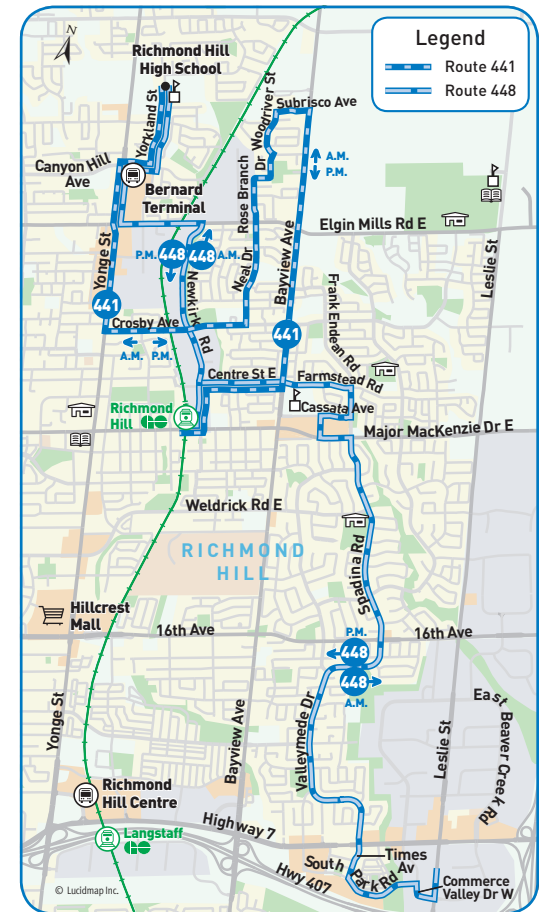 N
Richmond Hill
High School
Legend
Route 441
Route 448
Yorkland St
Woodriver St
Subrisco Ave
A.M.
P.M.
Canyon Hill
Ave
Bernard
Terminal
Rose Branch
Dr
Elgin Mills Rd E
Leslie St
Yonge St
P.M.
448
448
A.M.
Neal Dr
Bayview Ave
Newkirk Rd
Frank Endean Rd
441
Crosby Ave
A.M.
P.M.
441
Centre St E
Farmstead Rd
Richmond
Hill
GO
Cassata Ave
Major MacKenzie Dr E
Weldrick Rd E
RICHMOND
HILL
Spadina Rd
Hillcrest
Mall
16th Ave
16th Ave
P.M.
448
448
A.M.
Yonge St
Bayview Ave
Valleymede Dr
Leslie St
East
Beaver Creek Rd
Richmond
Hill Centre
Highway 7
Langstaff
GO
Hwy 407
South
Park Rd
Times
Av
Commerce
Valley Dr W
© Lucidmap Inc.